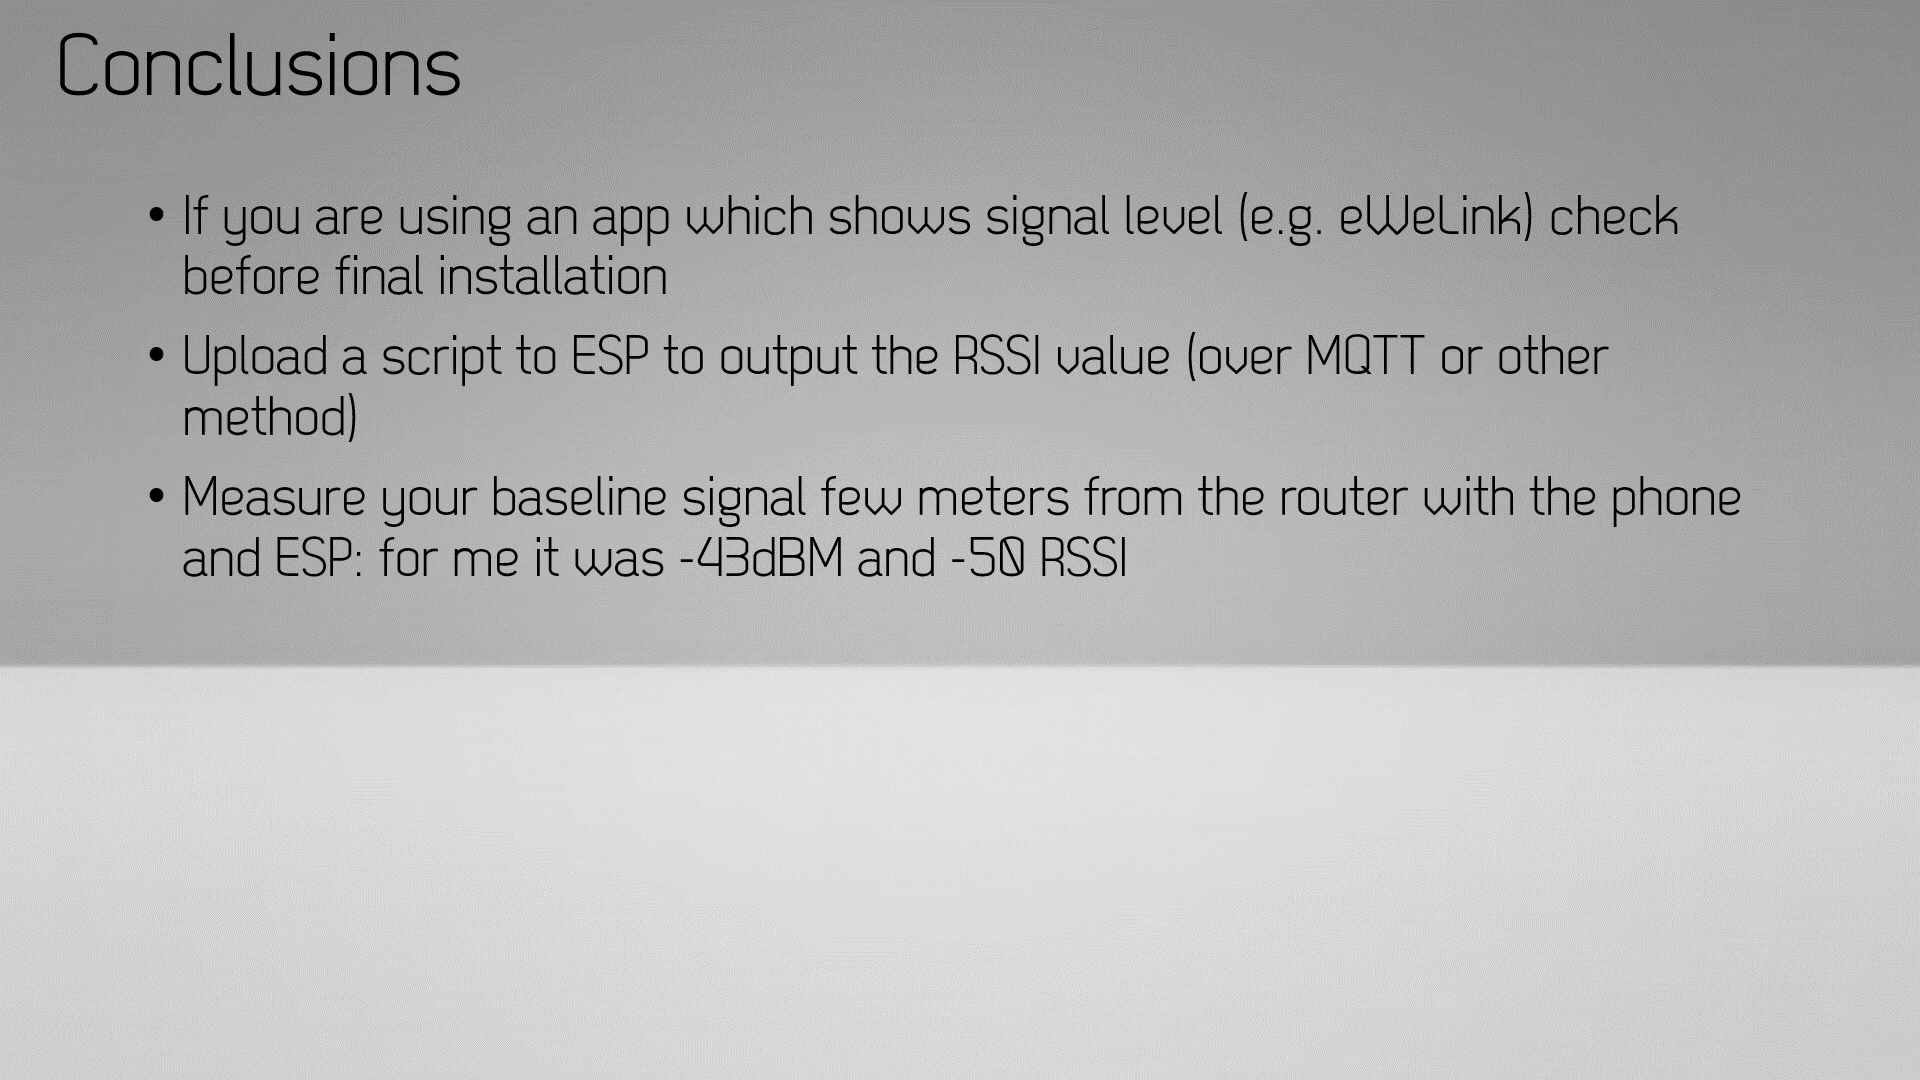 Conclusions
• If you are using an app which shows signal level (e.g. eWeLink) check
before final installation
• Upload a script to ESP to output the RSSI value (over MQTT or other
method)
• Measure your baseline signal few meters from the router with the phone
and ESP: for me it was -43dBM and -50 RSSI